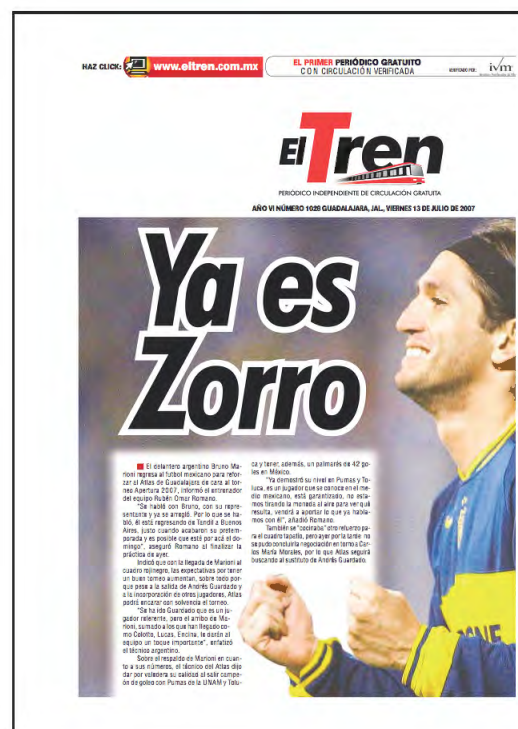 HAZ CLICK: www.eltren.com.mx
EL PRIMER PERIÓDICO GRATUITO
CON CIRCULACIÓN VERIFICADA
VERIFICADO POR: ivm
El Tren
PERIÓDICO INDEPENDIENTE DE CIRCULACIÓN GRATUITA
AÑO VI NÚMERO 1026 GUADALAJARA, JAL., VIERNES 13 DE JULIO DE 2007
Ya es
Zorro
El delantero argentino Bruno Ma-
rioni regresa al futbol mexicano para refor-
zar al Atlas de Guadalajara de cara al tor-
neo Apertura 2007, informó el entrenador
del equipo Rubén Omar Romano.
"Se habló con Bruno, con su repre-
sentante y ya se arregló. Por lo que se ha-
bló, él está regresando de Tandil a Buenos
Aires, justo cuando acabaron su pretem-
porada y es posible que esté por acá el do-
mingo", aseguró Romano al finalizar la
práctica de ayer.
Indicó que con la llegada de Marioni al
cuadro rojinegro, las expectativas por tener
un buen torneo aumentan, sobre todo por-
que pese a la salida de Andrés Guardado y
a la incorporación de otros jugadores, Atlas
podrá encarar con solvencia el torneo.
"Se ha ido Guardado que es un ju-
gador referente, pero el arribo de Ma-
rioni, sumado a los que han llegado co-
mo Colotto, Lucas, Encina, le darán al
equipo un toque importante", enfatizó
el técnico argentino.
Sobre el respaldo de Marioni en cuan-
to a sus números, el técnico del Atlas dijo
dar por valedera su calidad al salir campe-
ón de goleo con Pumas de la UNAM y Tolu-
ca y tener, además, un palmarés de 42 go-
les en México.
"Ya demostró su nivel en Pumas y To-
luca, es un jugador que se conoce en el me-
dio mexicano, está garantizado, no esta-
mos tirando la moneda al aire para ver qué
resulta, vendrá a aportar lo que ya habla-
mos con él", añadió Romano.
También se "cocinaba" otro refuerzo pa-
ra el cuadro tapatío, pero ayer por la tarde no
se pudo concluir la negociación en torno a Car-
los María Morales, por lo que Atlas seguirá
buscando al sustituto de Andrés Guardado.